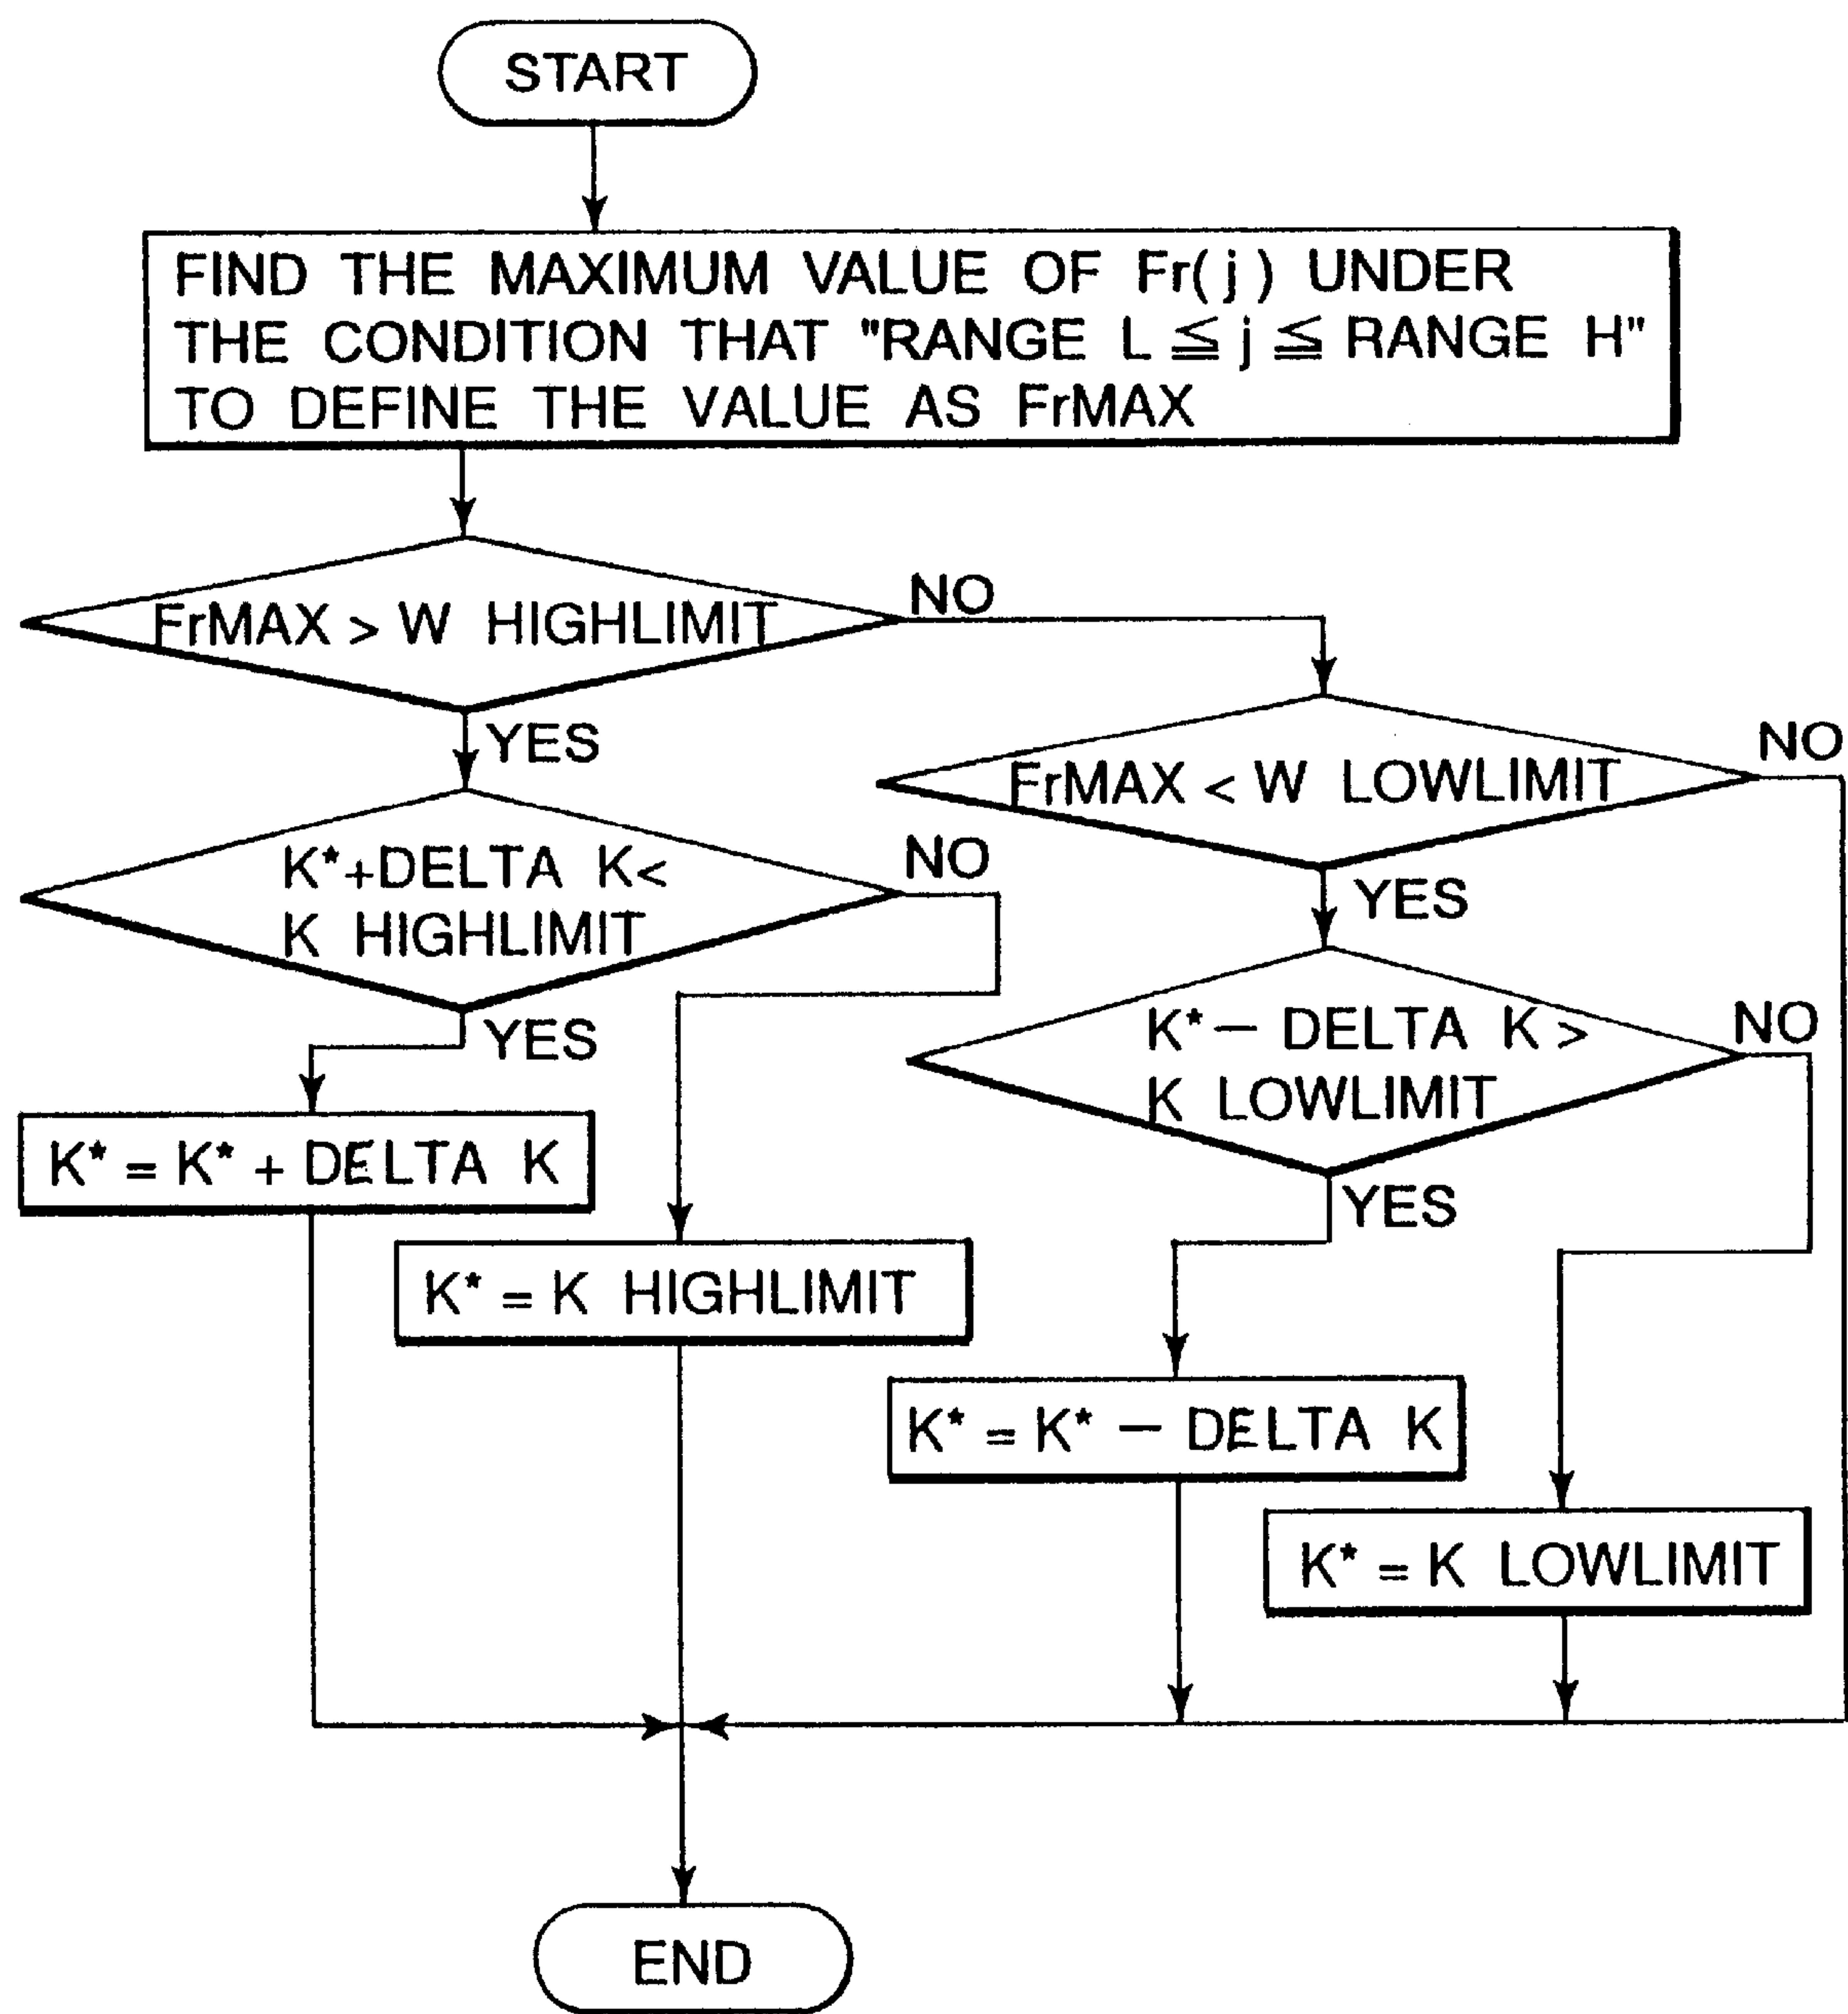 START
FIND THE MAXIMUM VALUE OF Fr(j) UNDER
THE CONDITION THAT "RANGE L ≦ j ≦ RANGE H"
TO DEFINE THE VALUE AS FrMAX
FrMAX > W HIGHLIMIT
NO
YES
FrMAX < W LOWLIMIT
NO
YES
K*+DELTA K<
K HIGHLIMIT
NO
YES
K*− DELTA K >
K LOWLIMIT
NO
YES
K* = K* + DELTA K
K* = K HIGHLIMIT
K* = K* − DELTA K
K* = K LOWLIMIT
END